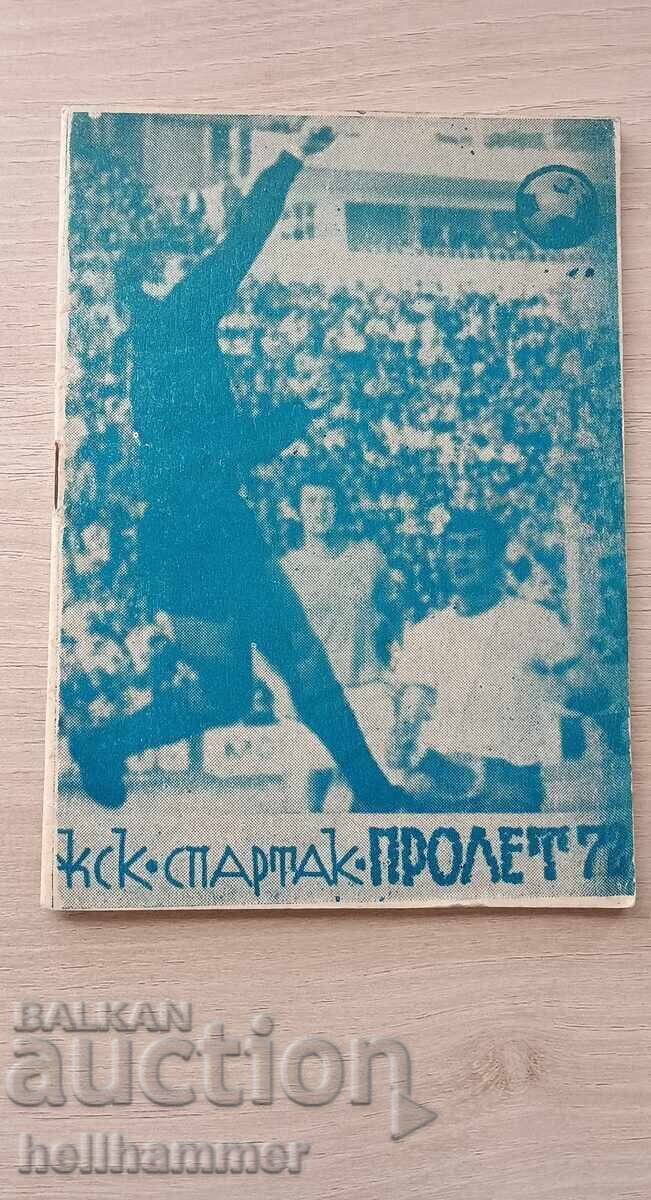 ЖСК•СПАРТАК•ПРОЛЕТ 72
BALKAN
auction
hellhammer